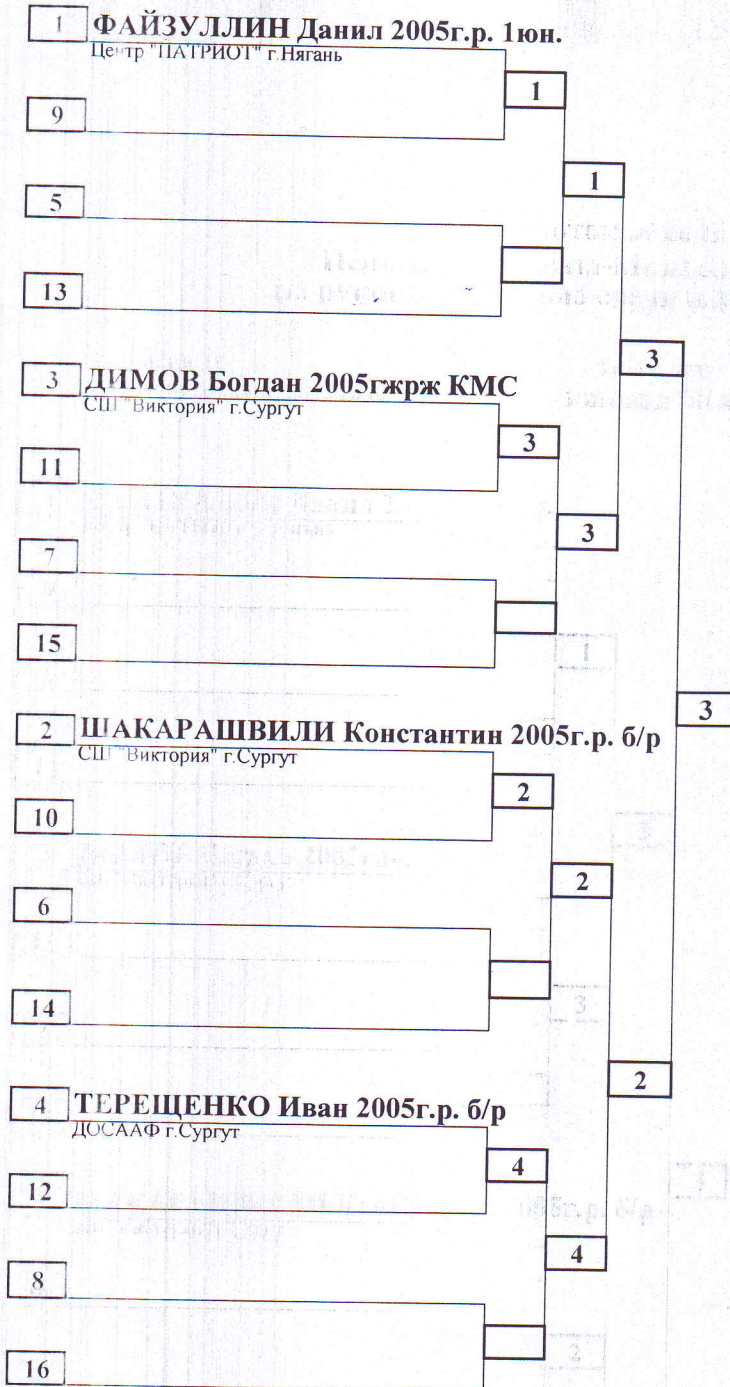 1 ФАЙЗУЛЛИН Данил 2005г.р. 1юн.
Центр "ПАТРИОТ" г.Нягань
1
9
1
5
13
3
3 ДИМОВ Богдан 2005гжрж КМС
СШ "Виктория" г.Сургут
3
11
3
7
15
3
2 ШАКАРАШВИЛИ Константин 2005г.р. б/р
СШ "Виктория" г.Сургут
2
10
2
6
14
2
4 ТЕРЕЩЕНКО Иван 2005г.р. б/р
ДОСААФ г.Сургут
4
12
4
8
16